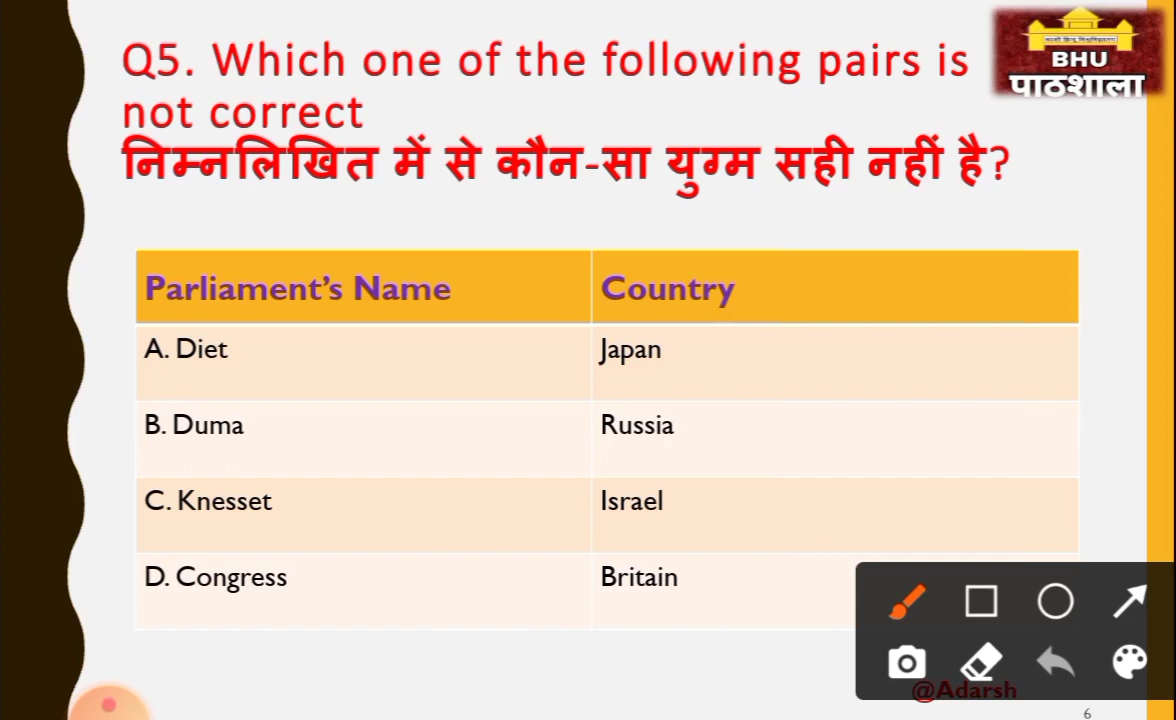 Q5. Which one of the following pairs is
not correct
निम्नलिखित में से कौन-सा युग्म सही नहीं है?
BHU
पाठशाला
Parliament's Name Country
A. Diet Japan
B. Duma Russia
C. Knesset Israel
D. Congress Britain
@Adarsh
6